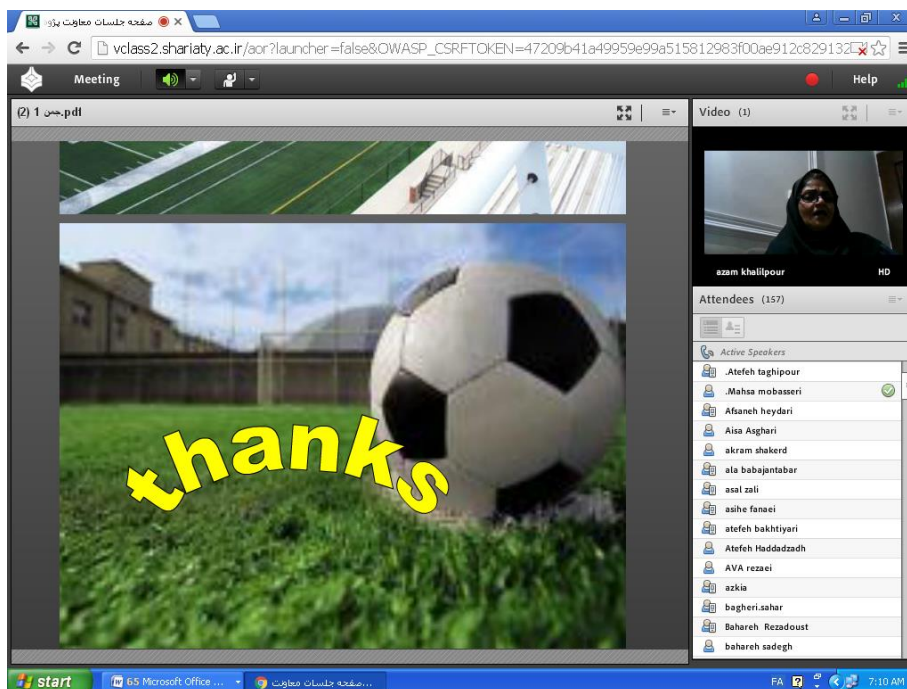 صفحه جلسات معاونت پژو
vclass2.shariaty.ac.ir/aor?launcher=false&OWASP_CSRFTOKEN=47209b41a49959e99a515812983f00ae912c829132
Meeting
Help
چمن 1 (2).pdf
Video (1)
thanks
azam khalilpour
HD
Attendees (157)
Active Speakers
.Atefeh taghipour
.Mahsa mobasseri
Afsaneh heydari
Aisa Asghari
akram shakerd
ala babajantabar
asal zali
asihe fanaei
atefeh bakhtiyari
Atefeh Haddadzadh
AVA rezaei
azkia
bagheri.sahar
Bahareh Rezadoust
bahareh sadegh
start
65 Microsoft Office ...
صفحه جلسات معاونت...
FA
7:10 AM